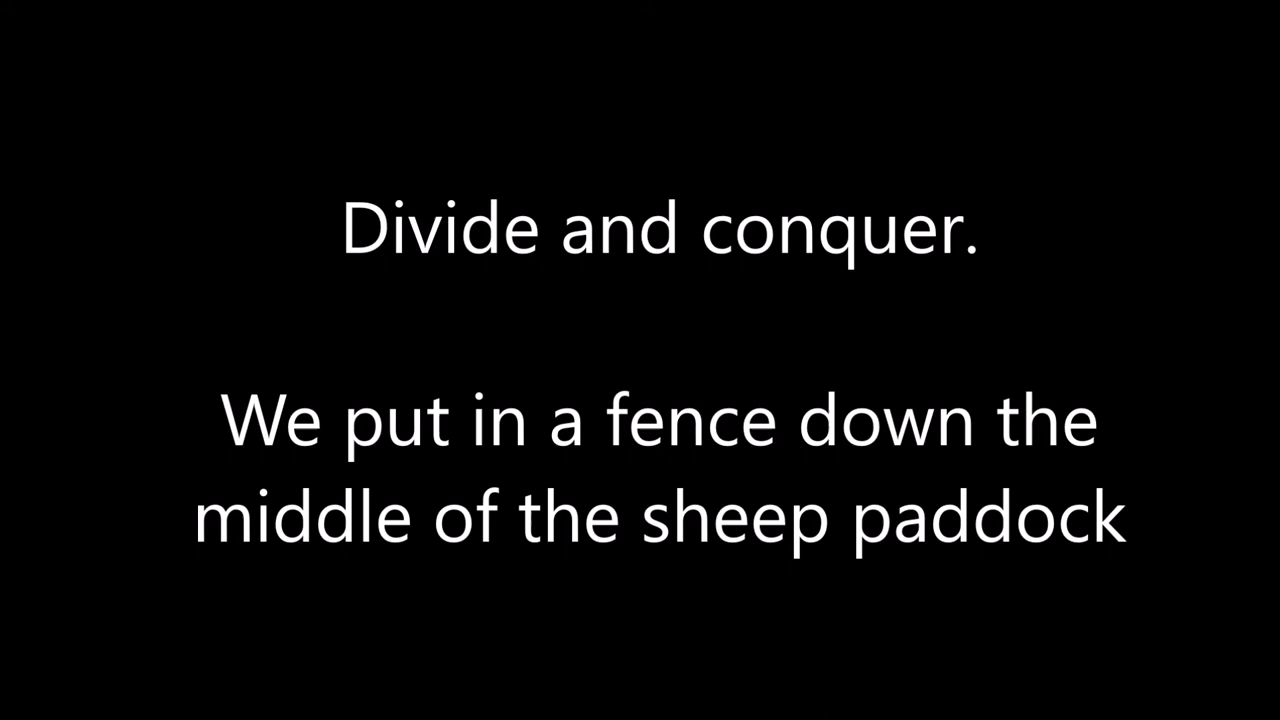 Divide and conquer.
We put in a fence down the
middle of the sheep paddock